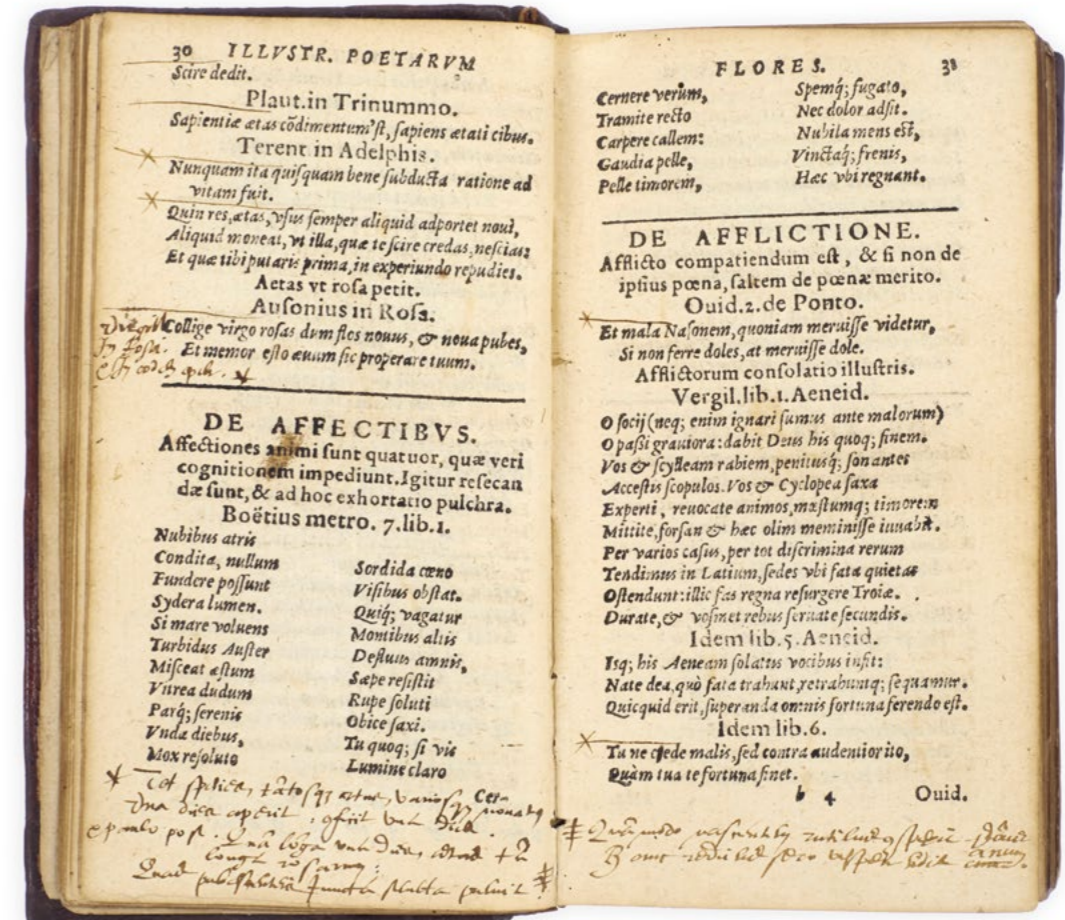 30 ILLVSTR. POETARVM
Scire dedit.
Plaut.in Trinummo.
Sapientiæ ætas cõdimentum'st, sapiens ætati cibus.
Terent in Adelphis.
Nunquam ita quisquam bene subducta ratione ad
vitam fuit.
Quin res, ætas, vsus semper aliquid adportet noui,
Aliquid moneat, vt illa, quæ te scire credas, nescias:
Et quæ tibi putaris prima, in experiundo repudies.
Aetas vt rosa petit.
Ausonius in Rosa.
Collige virgo rosas dum flos nouus, & noua pubes,
Et memor esto æuum sic properare tuum.
DE AFFECTIBVS.
Affectiones animi sunt quatuor, quæ veri
cognitionem impediunt. Igitur resecan
dæ sunt, & ad hoc exhortatio pulchra.
Boëtius metro. 7. lib. 1.
Nubibus atris
Condita, nullum
Fundere possunt
Sydera lumen.
Si mare voluens
Turbidus Auster
Misceat æstum
Vitrea dudum
Parq; serenis
Vnda diebus,
Mox resoluto
Sordida cœno
Visibus obstat.
Quiq; vagatur
Montibus altis
Defluus amnis,
Sæpe resistit
Rupe soluti
Obice saxi.
Tu quoq; si vis
Lumine claro
Cer-
FLORES. 31
Cernere verum,
Tramite recto
Carpere callem:
Gaudia pelle,
Pelle timorem,
Spemq́; fugato,
Nec dolor adsit.
Nubila mens est,
Vinctaq́; frenis,
Hæc vbi regnant.
DE AFFLICTIONE.
Afflicto compatiendum est, & si non de
ipsius pœna, saltem de pœnæ merito.
Ouid. 2. de Ponto.
Et mala Nasonem, quoniam meruisse videtur,
Si non ferre doles, at meruisse dole.
Afflictorum consolatio illustris.
Vergil. lib. 1. Aeneid.
O socij (neq; enim ignari sumus ante malorum)
O passi grauiora: dabit Deus his quoq; finem.
Vos & scylleam rabiem, penitusq́; sonantes
Accestis scopulos. Vos & Cyclopea saxa
Experti, reuocate animos, mæstumq; timorem
Mittite, forsan & hæc olim meminisse iuuabit.
Per varios casus, per tot discrimina rerum
Tendimus in Latium, sedes vbi fata quietas
Ostendunt: illic fas regna resurgere Troiæ.
Durate, & vosmet rebus seruate secundis.
Idem lib. 5. Aeneid.
Isq; his Aeneam solatus vocibus infit:
Nate dea, quò fata trahunt, retrahuntq; sequamur.
Quicquid erit, superanda omnis fortuna ferendo est.
Idem lib. 6.
Tu ne cede malis, sed contra audentior ito,
Quàm tua te fortuna sinet.
b 4 Ouid.